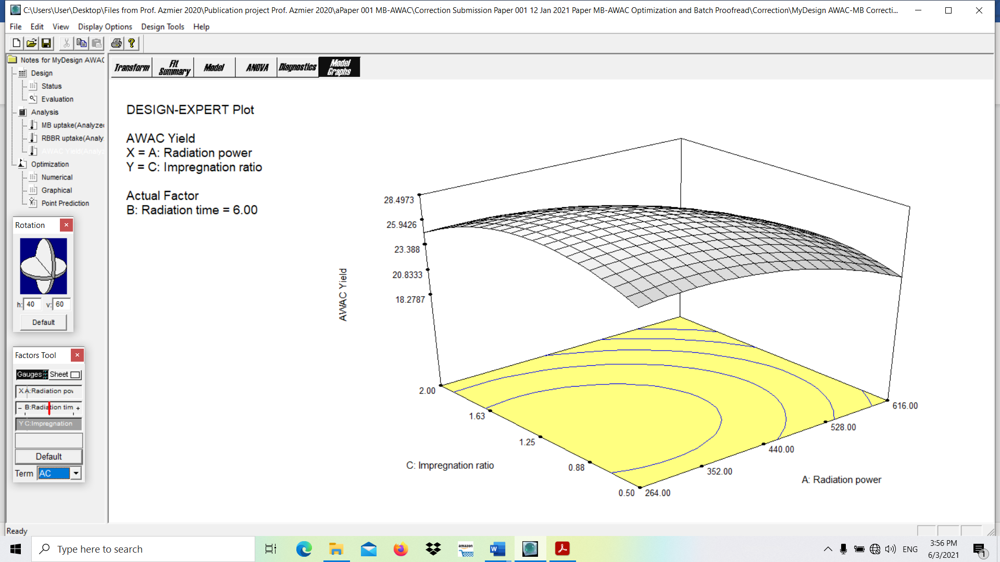 C:\Users\User\Desktop\Files from Prof. Azmier 2020\Publication project Prof. Azmier 2020\aPaper 001 MB-AWAC\Correction Submission Paper 001 12 Jan 2021 Paper MB-AWAC Optimization and Batch Proofread\Correction\MyDesign AWAC-MB Correcti...
File Edit View Display Options Design Tools Help
Notes for MyDesign AWAC
Design
Status
Evaluation
Analysis
MB uptake(Analyzed
RBBR uptake(Analy
AWAC Yield(Analyz
Optimization
Numerical
Graphical
Point Prediction
Transform
Fit Summary
Model
ANOVA
Diagnostics
Model Graphs
DESIGN-EXPERT Plot
AWAC Yield
X = A: Radiation power
Y = C: Impregnation ratio
Actual Factor
B: Radiation time = 6.00
28.4973
25.9426
23.388
20.8333
18.2787
AWAC Yield
2.00
1.63
1.25
0.88
0.50
264.00
352.00
440.00
528.00
616.00
C: Impregnation ratio
A: Radiation power
Rotation
h: 40 v: 60
Default
Factors Tool
Gauges Sheet
X A:Radiation pov
- B:Radiation tim +
Y C:Impregnation
Default
Term AC
Ready
Type here to search
amazon
ENG
3:56 PM
6/3/2021
1